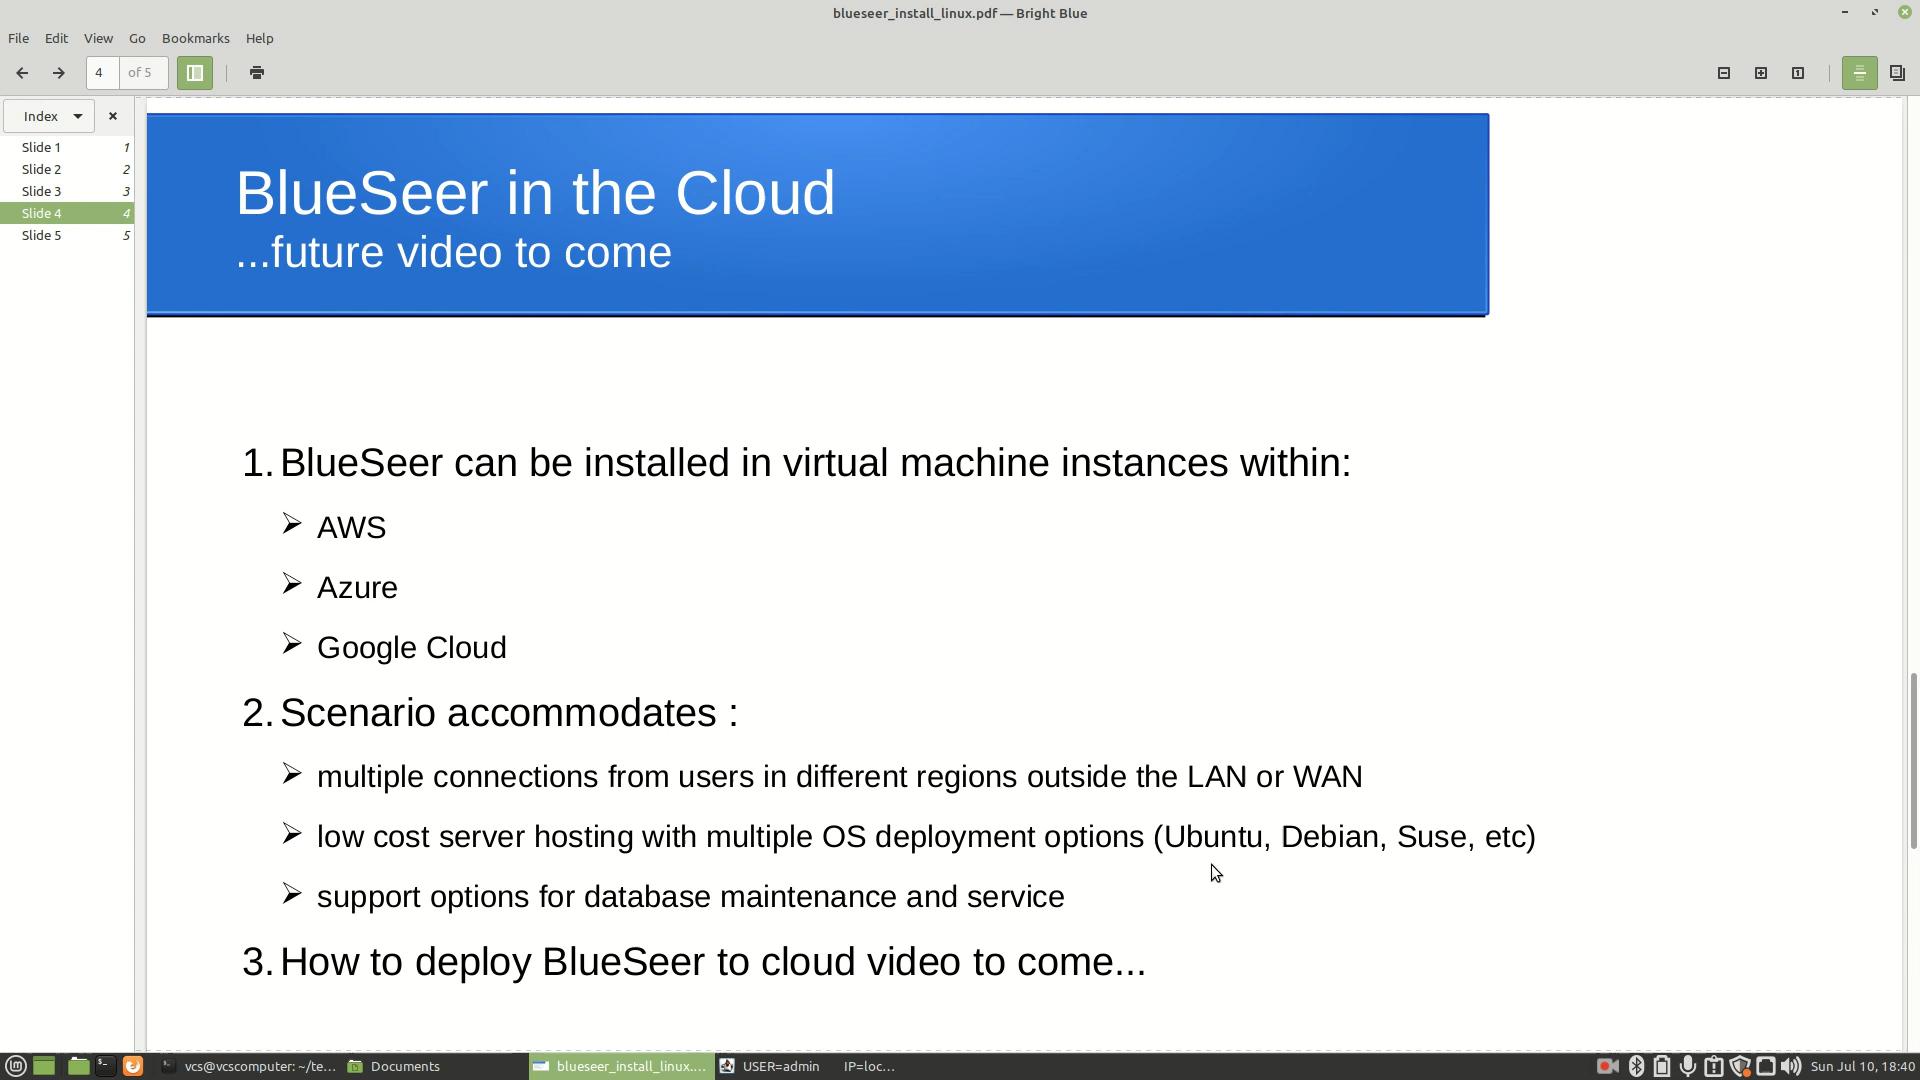 blueseer_install_linux.pdf — Bright Blue
File Edit View Go Bookmarks Help
4 of 5
Index
Slide 1 1
Slide 2 2
Slide 3 3
Slide 4 4
Slide 5 5
BlueSeer in the Cloud
...future video to come
1. BlueSeer can be installed in virtual machine instances within:
➢ AWS
➢ Azure
➢ Google Cloud
2. Scenario accommodates :
➢ multiple connections from users in different regions outside the LAN or WAN
➢ low cost server hosting with multiple OS deployment options (Ubuntu, Debian, Suse, etc)
➢ support options for database maintenance and service
3. How to deploy BlueSeer to cloud video to come...
vcs@vcscomputer: ~/te... Documents blueseer_install_linux.... USER=admin IP=loc... Sun Jul 10, 18:40